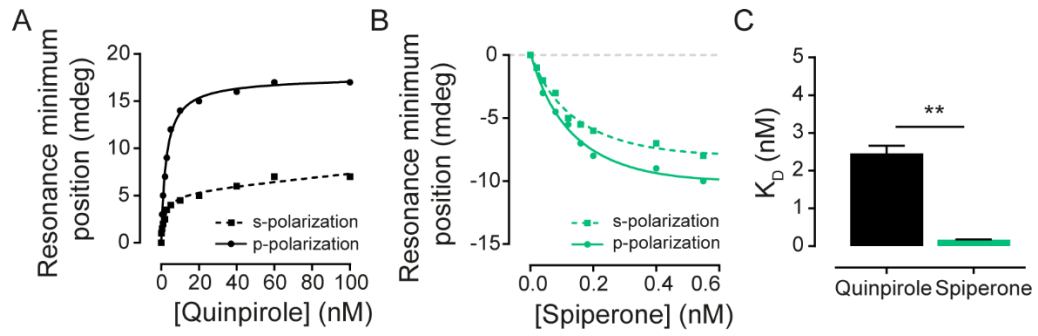 A
Resonance minimum
position (mdeg)
20
15
10
5
0
0 20 40 60 80 100
[Quinpirole] (nM)
s-polarization
p-polarization
B
Resonance minimum
position (mdeg)
0
-5
-10
-15
0.0 0.2 0.4 0.6
[Spiperone] (nM)
s-polarization
p-polarization
C
K_D (nM)
5
4
3
2
1
0
**
Quinpirole Spiperone